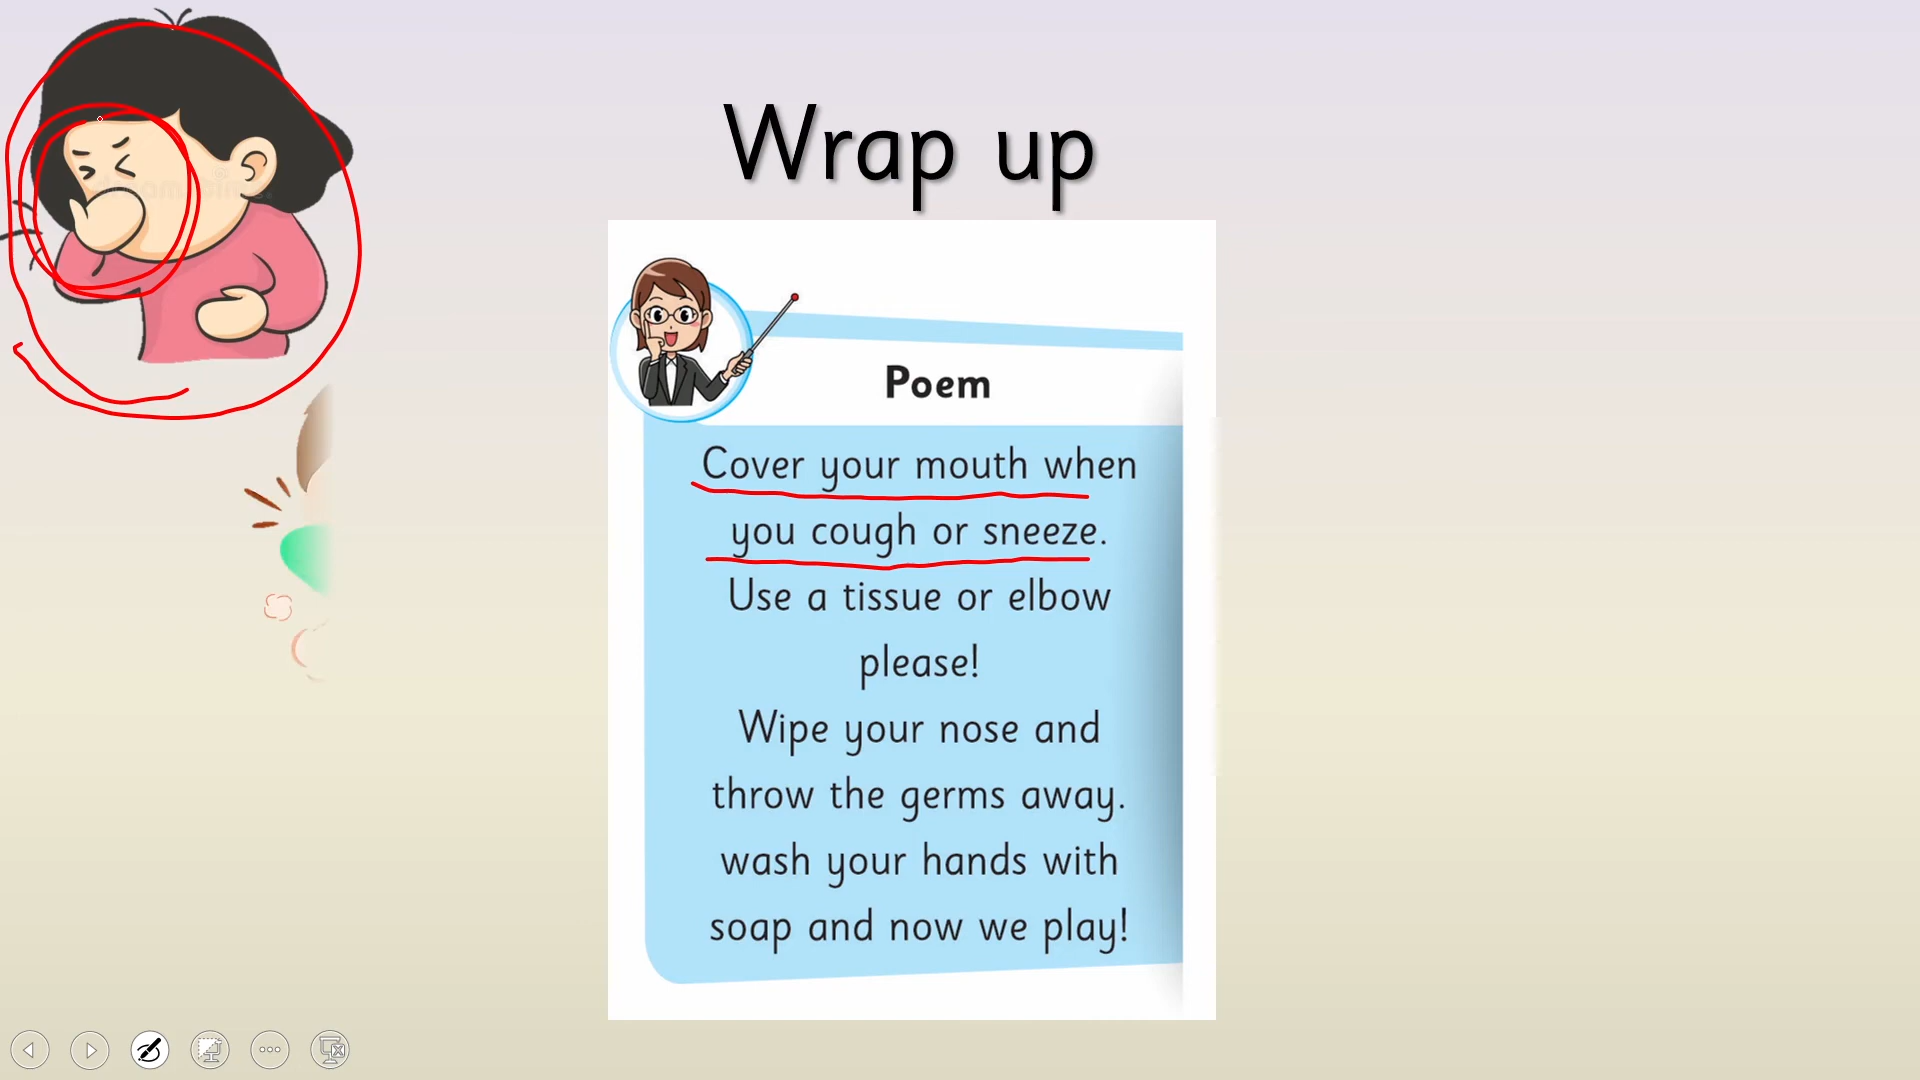 Wrap up
Poem
Cover your mouth when
you cough or sneeze.
Use a tissue or elbow
please!
Wipe your nose and
throw the germs away.
wash your hands with
soap and now we play!